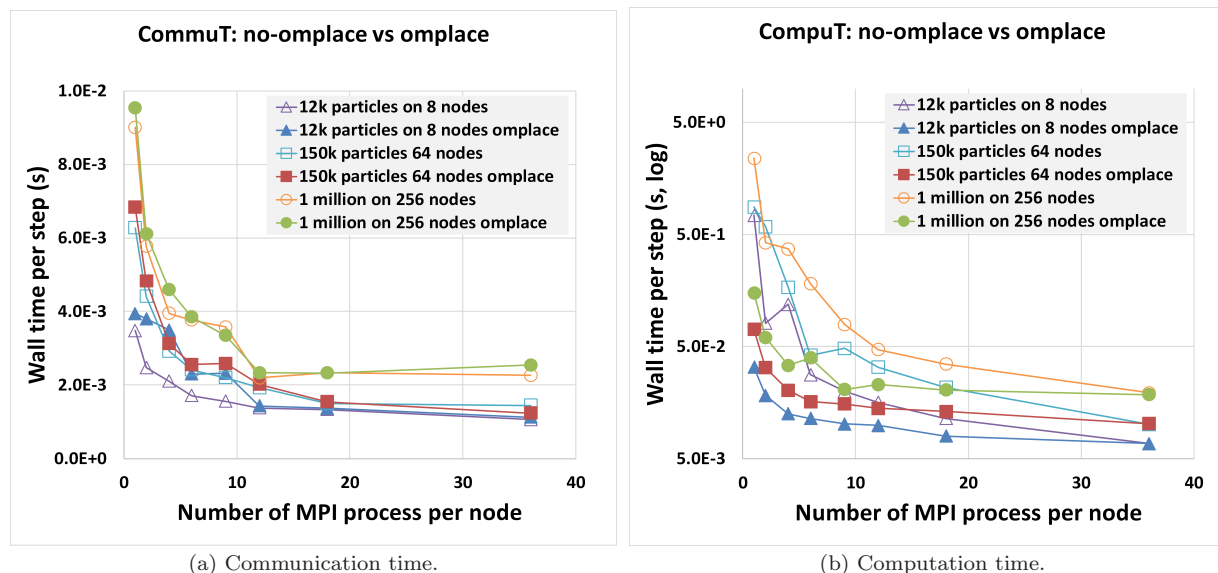 CommuT: no-omplace vs omplace
1.0E-2
8.0E-3
6.0E-3
4.0E-3
2.0E-3
0.0E+0
Wall time per step (s)
12k particles on 8 nodes
12k particles on 8 nodes omplace
150k particles 64 nodes
150k particles 64 nodes omplace
1 million on 256 nodes
1 million on 256 nodes omplace
0 10 20 30 40
Number of MPI process per node
(a) Communication time.
CompuT: no-omplace vs omplace
5.0E+0
5.0E-1
5.0E-2
5.0E-3
Wall time per step (s, log)
12k particles on 8 nodes
12k particles on 8 nodes omplace
150k particles 64 nodes
150k particles 64 nodes omplace
1 million on 256 nodes
1 million on 256 nodes omplace
0 10 20 30 40
Number of MPI process per node
(b) Computation time.